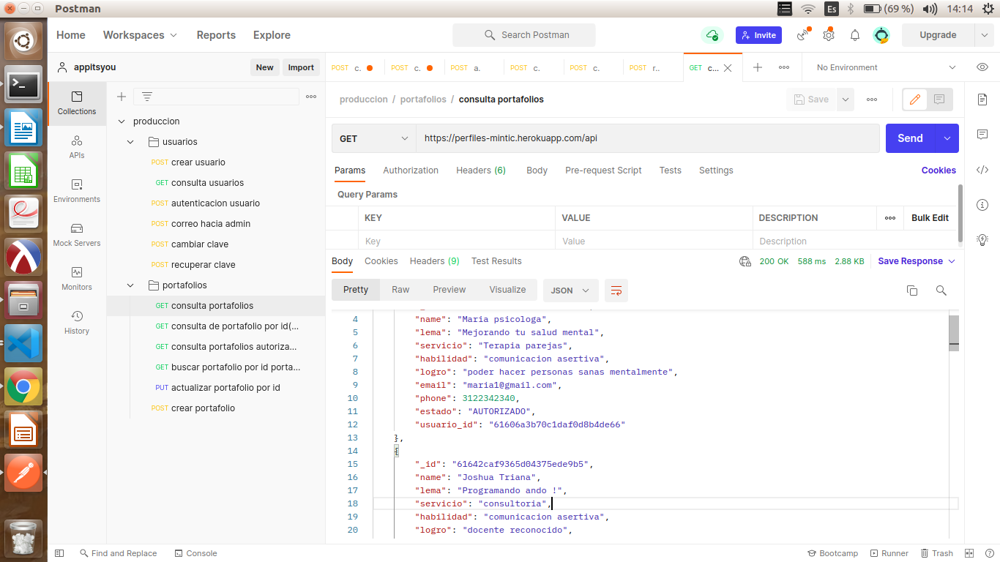 Postman
Es
(69 %)
14:14
Home
Workspaces
Reports
Explore
Search Postman
Invite
Upgrade
appitsyou
New
Import
POST c.
POST c.
POST a.
POST c.
POST c.
POST r..
GET c...
No Environment
Collections
APIs
Environments
Mock Servers
Monitors
History
produccion
usuarios
POST crear usuario
GET consulta usuarios
POST autenticacion usuario
POST correo hacia admin
POST cambiar clave
POST recuperar clave
portafolios
GET consulta portafolios
GET consulta de portafolio por id(...
GET consulta portafolios autoriza...
GET buscar portafolio por id porta...
PUT actualizar portafolio por id
POST crear portafolio
produccion / portafolios / consulta portafolios
Save
GET
https://perfiles-mintic.herokuapp.com/api
Send
Params
Authorization
Headers (6)
Body
Pre-request Script
Tests
Settings
Cookies
Query Params
KEY
VALUE
DESCRIPTION
Bulk Edit
Key
Value
Description
Body
Cookies
Headers (9)
Test Results
200 OK
588 ms
2.88 KB
Save Response
Pretty
Raw
Preview
Visualize
JSON
4 "name": "Maria psicologa",
5 "lema": "Mejorando tu salud mental",
6 "servicio": "Terapia parejas",
7 "habilidad": "comunicacion asertiva",
8 "logro": "poder hacer personas sanas mentalmente",
9 "email": "maria1@gmail.com",
10 "phone": 3122342340,
11 "estado": "AUTORIZADO",
12 "usuario_id": "61606a3b70c1daf0d8b4de66"
13 },
14 {
15 "_id": "61642caf9365d04375ede9b5",
16 "name": "Joshua Triana",
17 "lema": "Programando ando !",
18 "servicio": "consultoria",
19 "habilidad": "comunicacion asertiva",
20 "logro": "docente reconocido",
Find and Replace
Console
Bootcamp
Runner
Trash